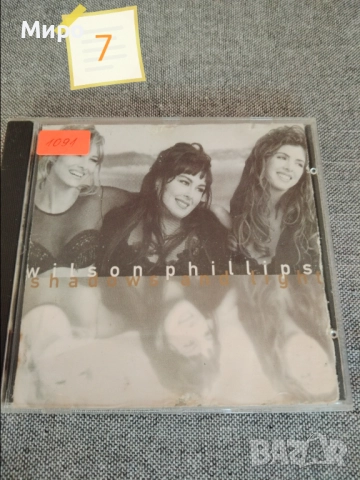 Миро
7
1091
wilson phillips
shadows and light
BAZAR